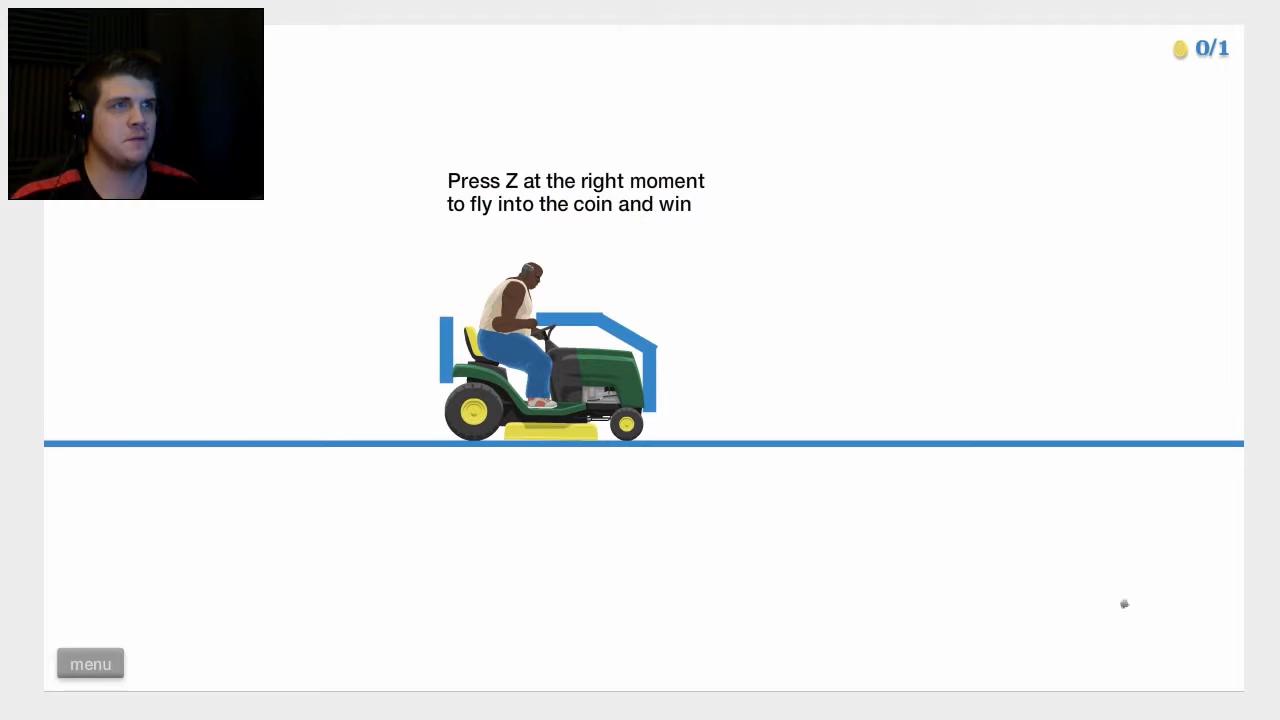 0/1
Press Z at the right moment
to fly into the coin and win
menu